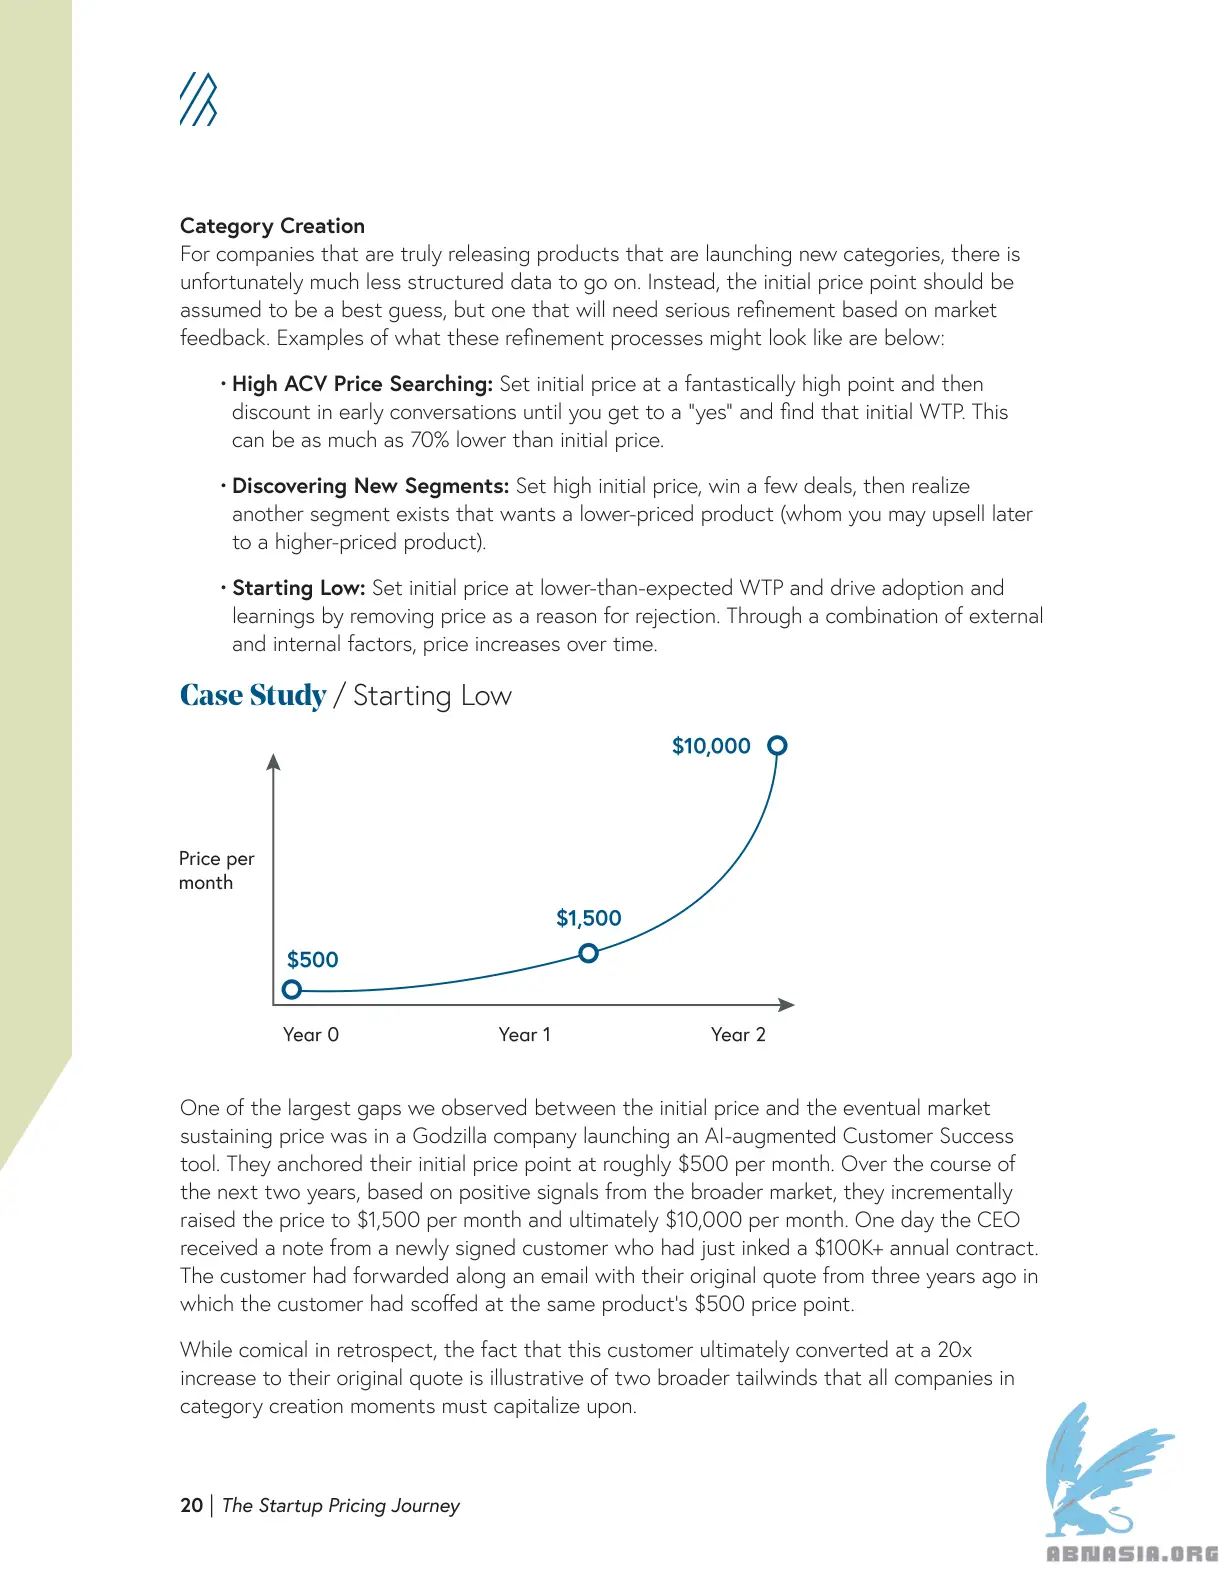 Category Creation
For companies that are truly releasing products that are launching new categories, there is
unfortunately much less structured data to go on. Instead, the initial price point should be
assumed to be a best guess, but one that will need serious refinement based on market
feedback. Examples of what these refinement processes might look like are below:
• High ACV Price Searching: Set initial price at a fantastically high point and then
discount in early conversations until you get to a "yes" and find that initial WTP. This
can be as much as 70% lower than initial price.
• Discovering New Segments: Set high initial price, win a few deals, then realize
another segment exists that wants a lower-priced product (whom you may upsell later
to a higher-priced product).
• Starting Low: Set initial price at lower-than-expected WTP and drive adoption and
learnings by removing price as a reason for rejection. Through a combination of external
and internal factors, price increases over time.
Case Study / Starting Low
$10,000
Price per
month
$1,500
$500
Year 0 Year 1 Year 2
One of the largest gaps we observed between the initial price and the eventual market
sustaining price was in a Godzilla company launching an AI-augmented Customer Success
tool. They anchored their initial price point at roughly $500 per month. Over the course of
the next two years, based on positive signals from the broader market, they incrementally
raised the price to $1,500 per month and ultimately $10,000 per month. One day the CEO
received a note from a newly signed customer who had just inked a $100K+ annual contract.
The customer had forwarded along an email with their original quote from three years ago in
which the customer had scoffed at the same product's $500 price point.
While comical in retrospect, the fact that this customer ultimately converted at a 20x
increase to their original quote is illustrative of two broader tailwinds that all companies in
category creation moments must capitalize upon.
20 | The Startup Pricing Journey
ABNASIA.ORG